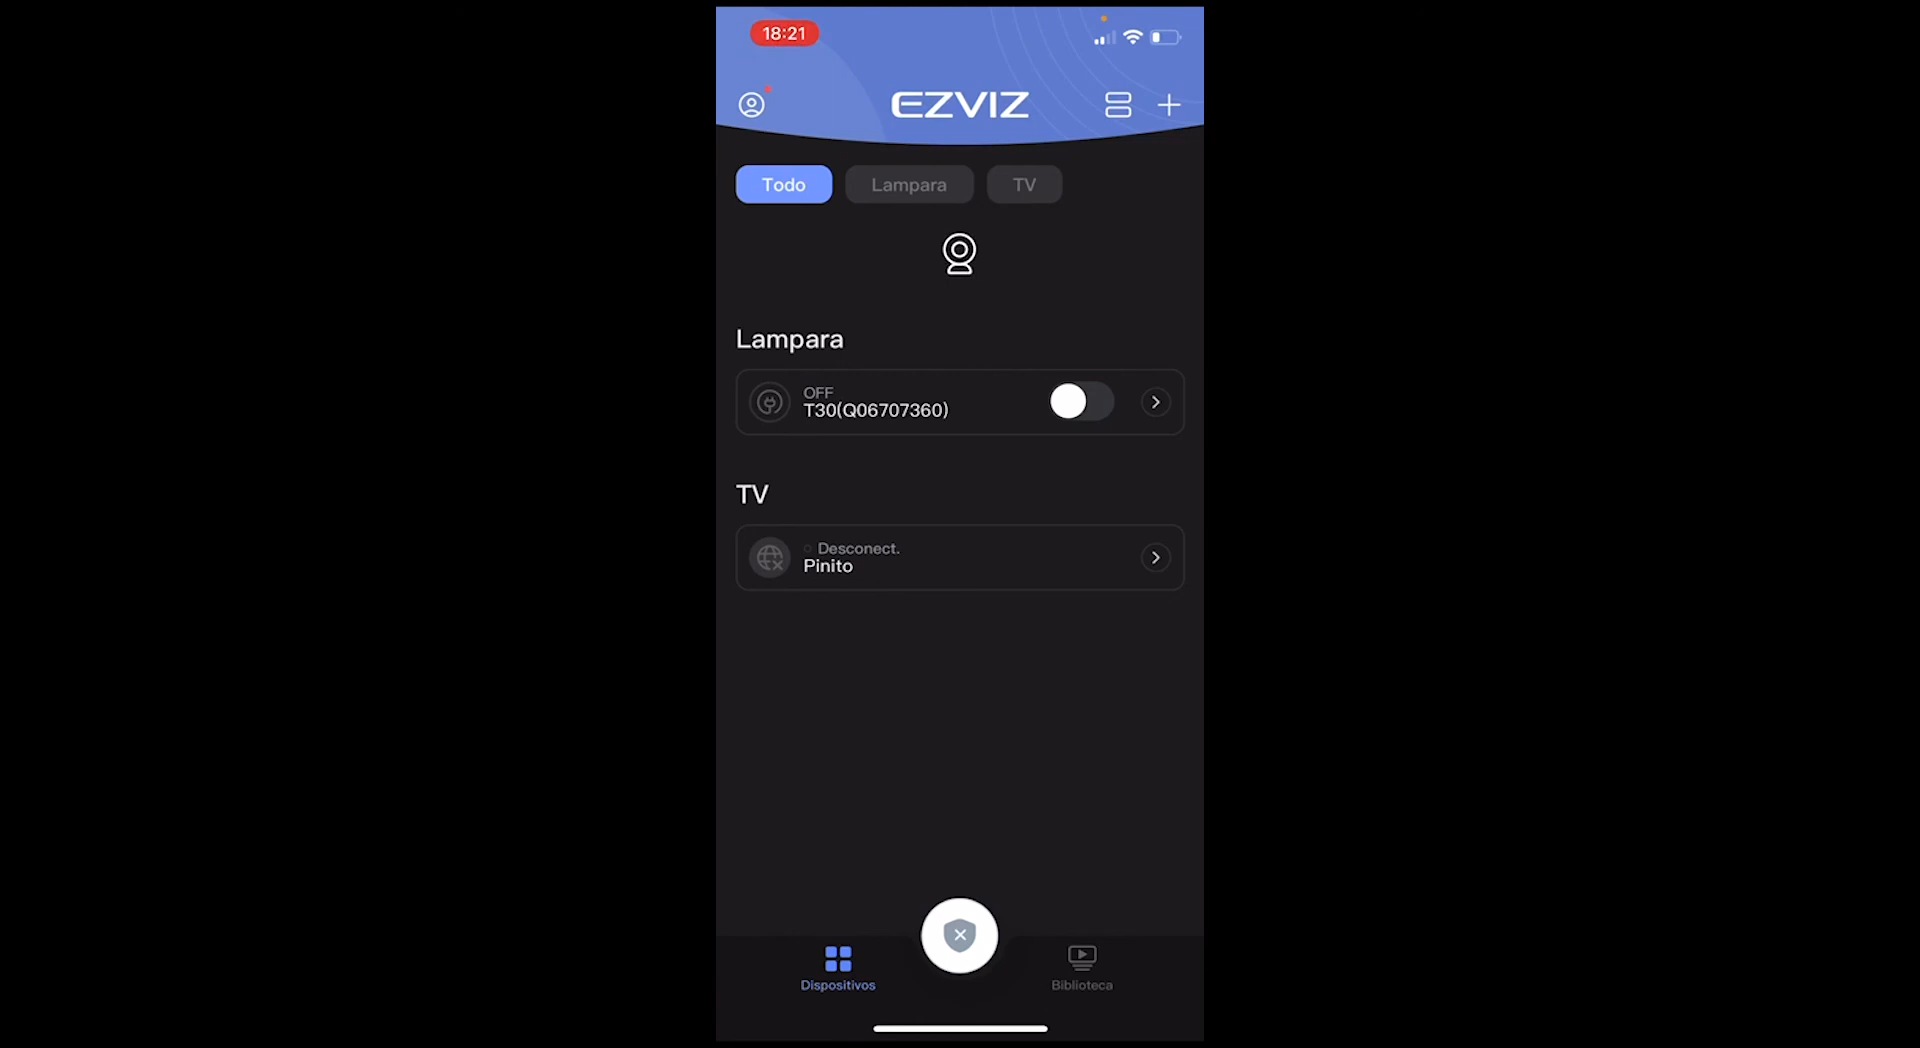 18:21
EZVIZ
Todo
Lampara
TV
Lampara
OFF
T30(Q06707360)
TV
Desconect.
Pinito
Dispositivos
Biblioteca